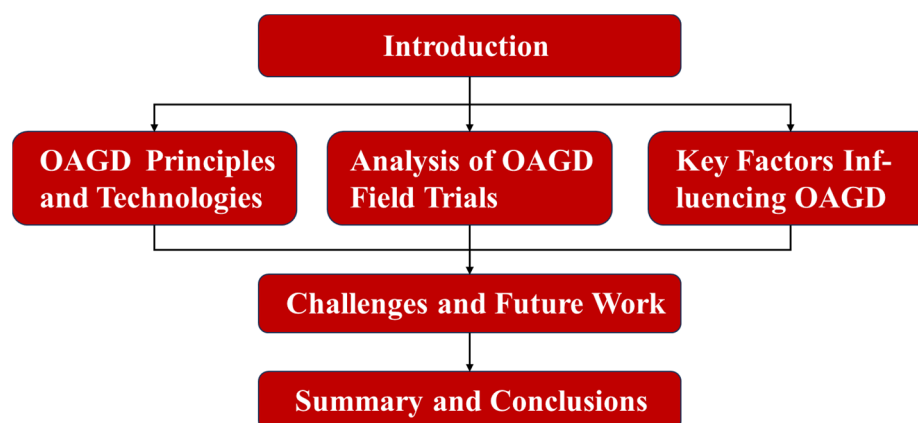 Introduction
OAGD Principles
and Technologies
Analysis of OAGD
Field Trials
Key Factors Inf-
luencing OAGD
Challenges and Future Work
Summary and Conclusions